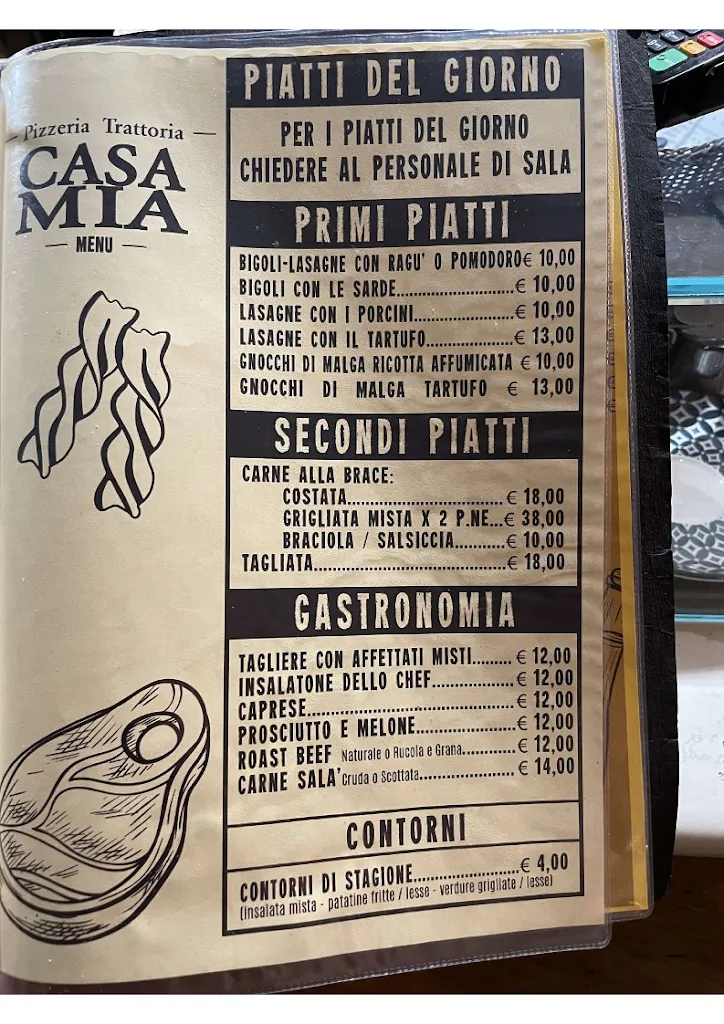 Pizzeria Trattoria
CASA
MIA
MENU
PIATTI DEL GIORNO
PER I PIATTI DEL GIORNO
CHIEDERE AL PERSONALE DI SALA
PRIMI PIATTI
BIGOLI-LASAGNE CON RAGU' O POMODORO€ 10,00
BIGOLI CON LE SARDE.........................€ 10,00
LASAGNE CON I PORCINI.....................€ 10,00
LASAGNE CON IL TARTUFO...................€ 13,00
GNOCCHI DI MALGA RICOTTA AFFUMICATA € 10,00
GNOCCHI DI MALGA TARTUFO € 13,00
SECONDI PIATTI
CARNE ALLA BRACE:
COSTATA.................................€ 18,00
GRIGLIATA MISTA X 2 P.NE...€ 38,00
BRACIOLA / SALSICCIA...........€ 10,00
TAGLIATA.........................................€ 18,00
GASTRONOMIA
TAGLIERE CON AFFETTATI MISTI.........€ 12,00
INSALATONE DELLO CHEF..................€ 12,00
CAPRESE.............................................€ 12,00
PROSCIUTTO E MELONE.....................€ 12,00
ROAST BEEF Naturale o Rucola e Grana...........€ 12,00
CARNE SALA' Cruda o Scottata....................€ 14,00
CONTORNI
CONTORNI DI STAGIONE.......................€ 4,00
(insalata mista - patatine fritte / lesse - verdure grigliate / lesse)